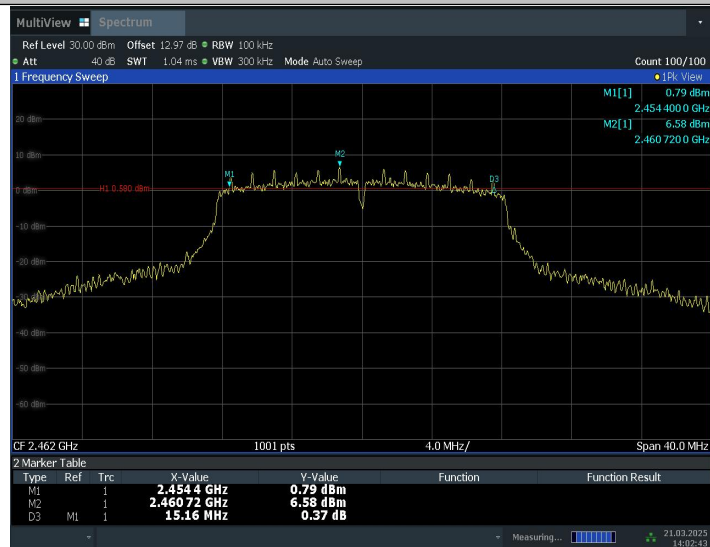 MultiView Spectrum
Ref Level 30.00 dBm Offset 12.97 dB RBW 100 kHz
Att 40 dB SWT 1.04 ms VBW 300 kHz Mode Auto Sweep Count 100/100
1 Frequency Sweep 1Pk View
M1[1] 0.79 dBm
2.454 400 0 GHz
M2[1] 6.58 dBm
2.460 720 0 GHz
20 dBm
10 dBm
M2
M1
D3
0 dBm
H1 0.580 dBm
-10 dBm
-20 dBm
-30 dBm
-40 dBm
-50 dBm
-60 dBm
CF 2.462 GHz 1001 pts 4.0 MHz/ Span 40.0 MHz
2 Marker Table
Type Ref Trc X-Value Y-Value Function Function Result
M1 1 2.454 4 GHz 0.79 dBm
M2 1 2.460 72 GHz 6.58 dBm
D3 M1 1 15.16 MHz 0.37 dB
Measuring... 21.03.2025
14:02:43